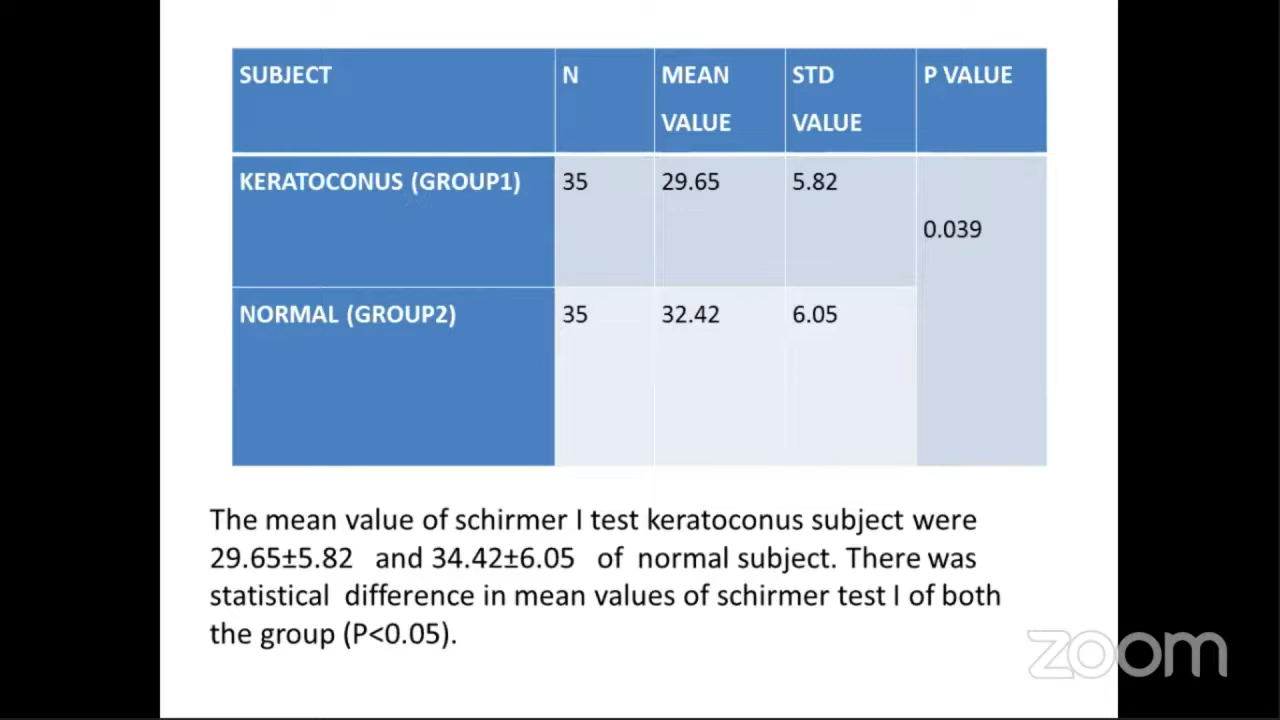 SUBJECT N MEAN VALUE STD VALUE P VALUE
KERATOCONUS (GROUP1) 35 29.65 5.82 0.039
NORMAL (GROUP2) 35 32.42 6.05
The mean value of schirmer I test keratoconus subject were
29.65±5.82 and 34.42±6.05 of normal subject. There was
statistical difference in mean values of schirmer test I of both
the group (P<0.05).
zoom